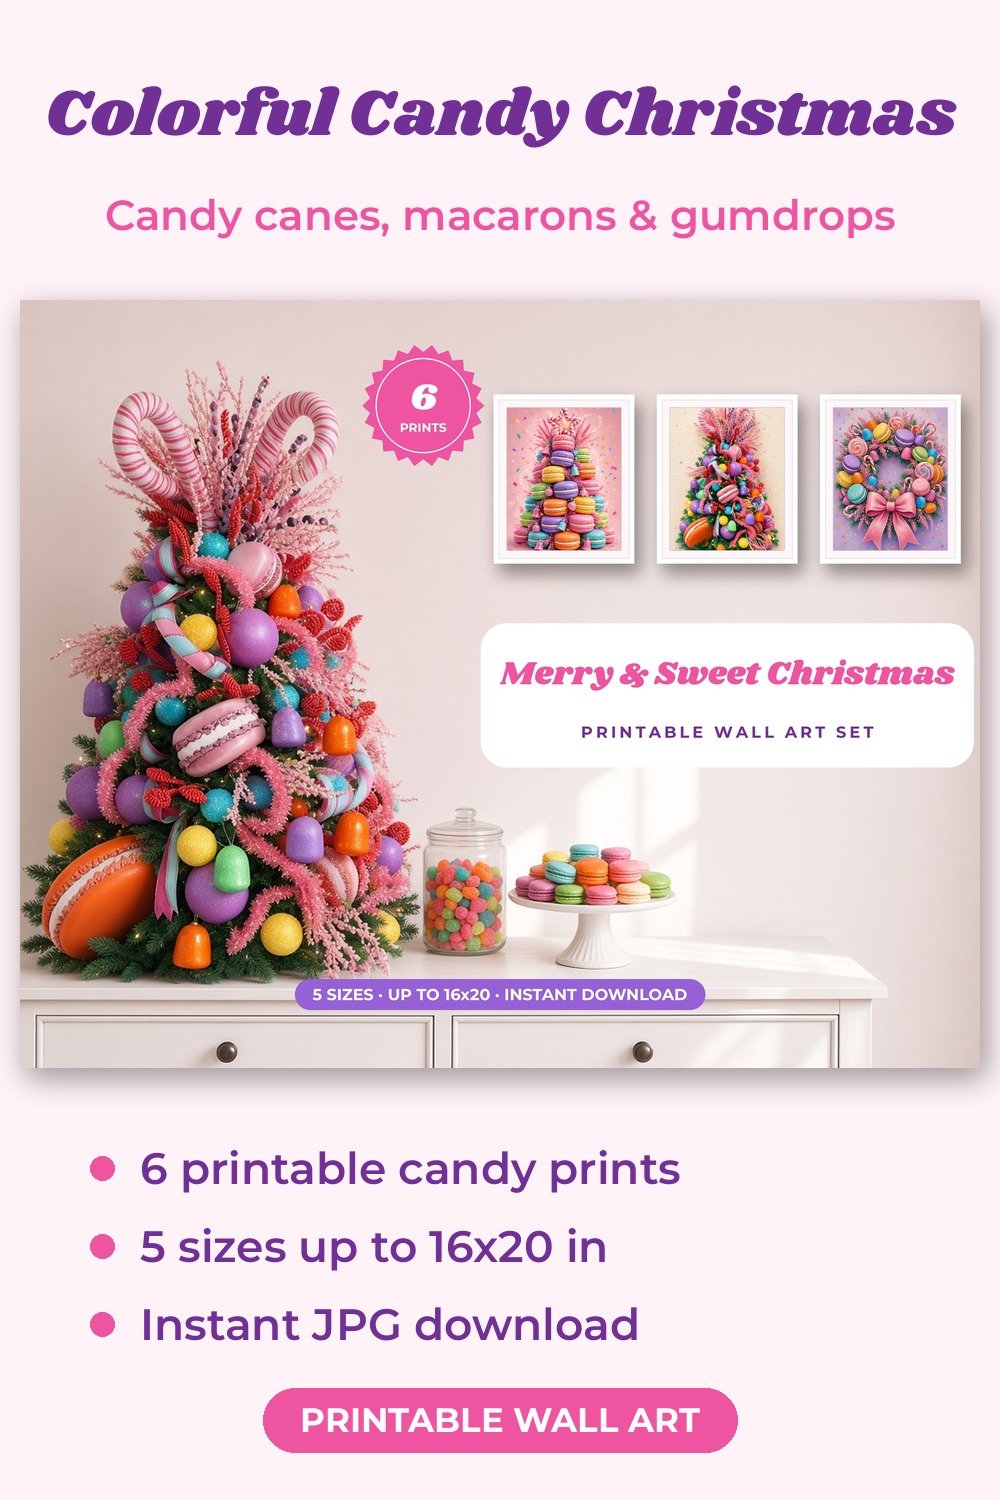 Colorful Candy Christmas
Candy canes, macarons & gumdrops
6
PRINTS
Merry & Sweet Christmas
PRINTABLE WALL ART SET
5 SIZES · UP TO 16x20 · INSTANT DOWNLOAD
6 printable candy prints
5 sizes up to 16x20 in
Instant JPG download
PRINTABLE WALL ART